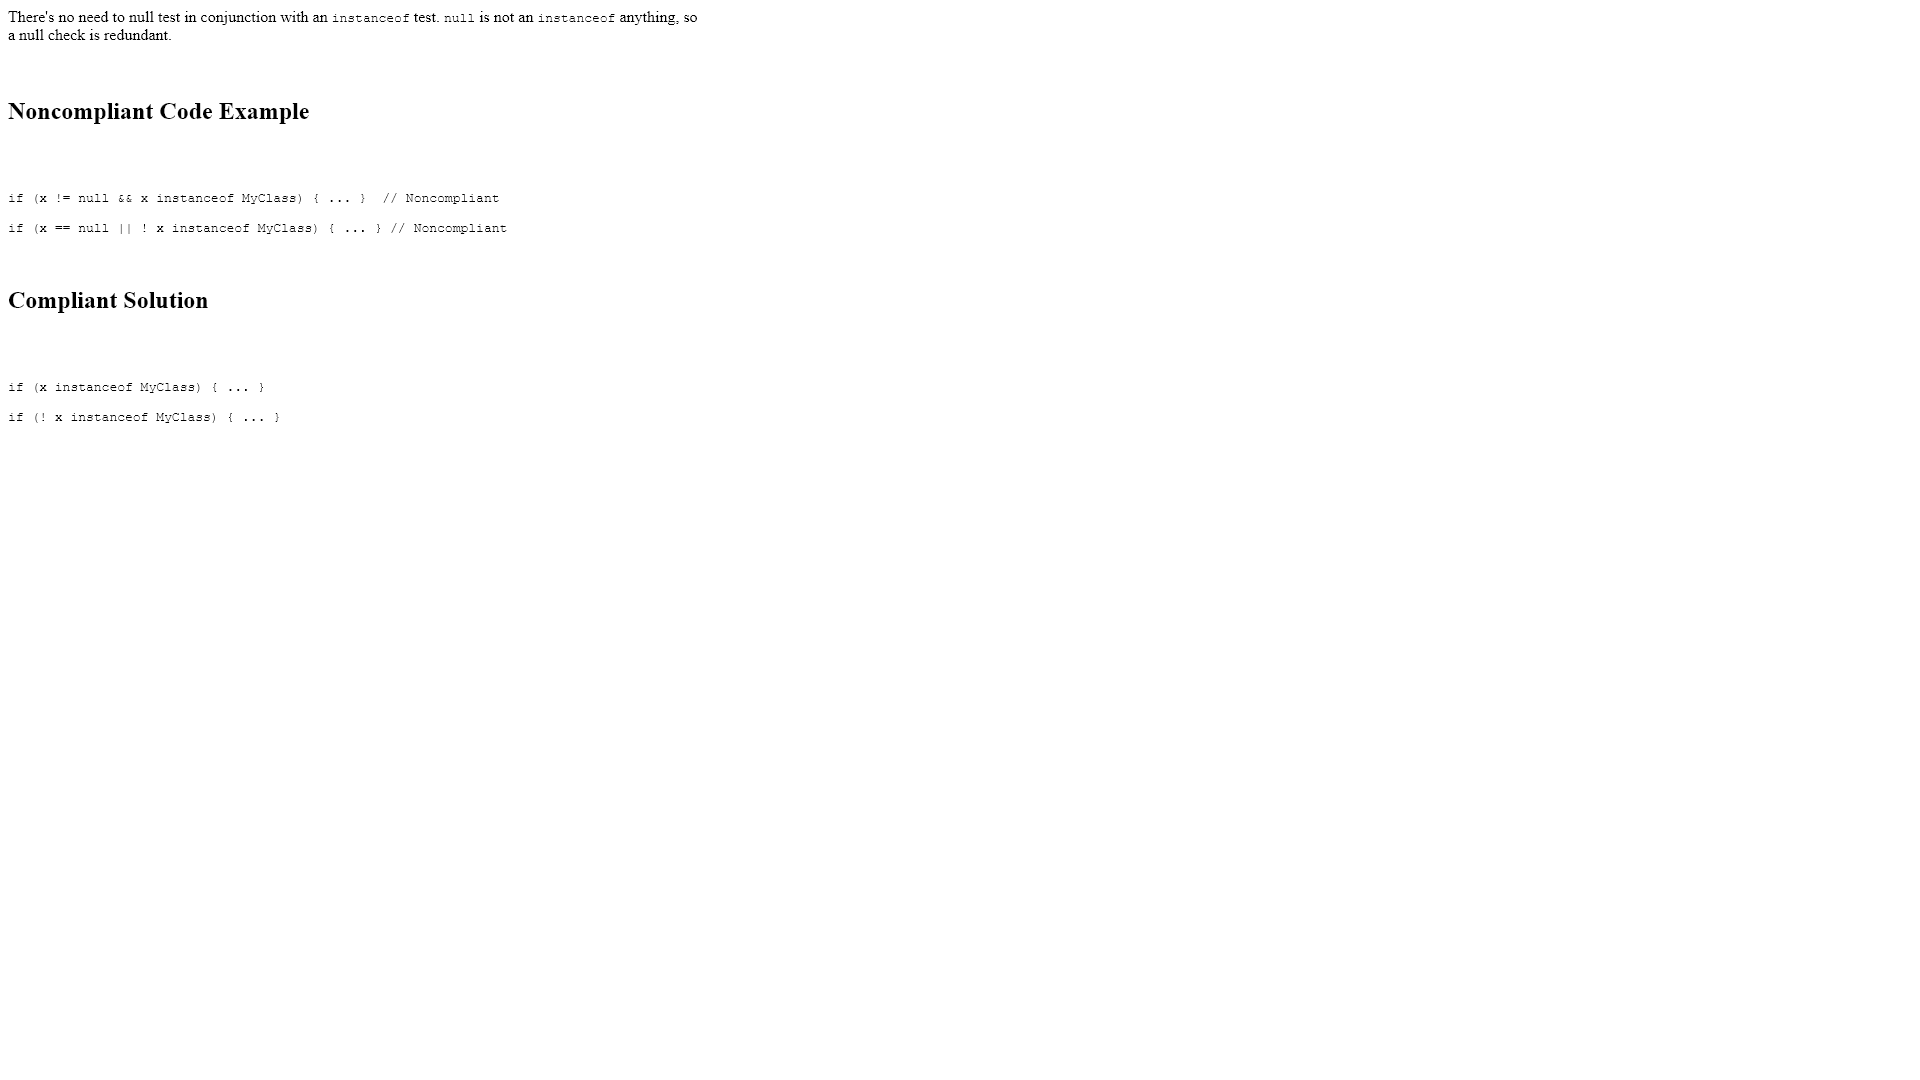 There's no need to null test in conjunction with an instanceof test. null is not an instanceof anything, so
a null check is redundant.
Noncompliant Code Example
if (x != null && x instanceof MyClass) { ... }  // Noncompliant
if (x == null || ! x instanceof MyClass) { ... } // Noncompliant
Compliant Solution
if (x instanceof MyClass) { ... }
if (! x instanceof MyClass) { ... }